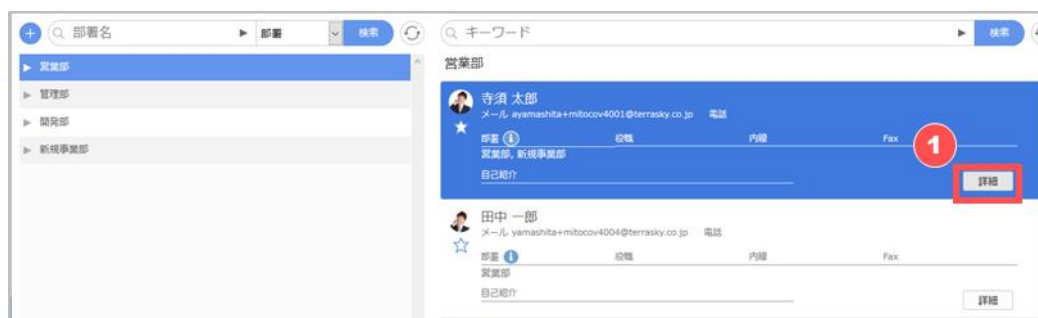 部署名 部署 検索
営業部
管理部
開発部
新規事業部
キーワード 検索
営業部
寺須 太郎
メール ayamashita+mitocov4001@terrasky.co.jp 電話
部署 役職 内線 Fax
営業部, 新規事業部
自己紹介
1
詳細
田中 一郎
メール yamashita+mitocov4004@terrasky.co.jp 電話
部署 役職 内線 Fax
営業部
自己紹介
詳細